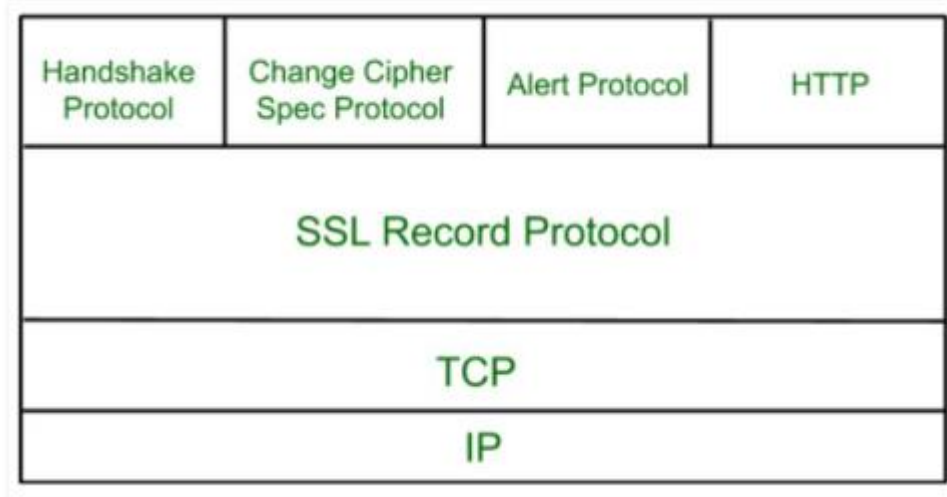 Handshake
Protocol
Change Cipher
Spec Protocol
Alert Protocol
HTTP
SSL Record Protocol
TCP
IP